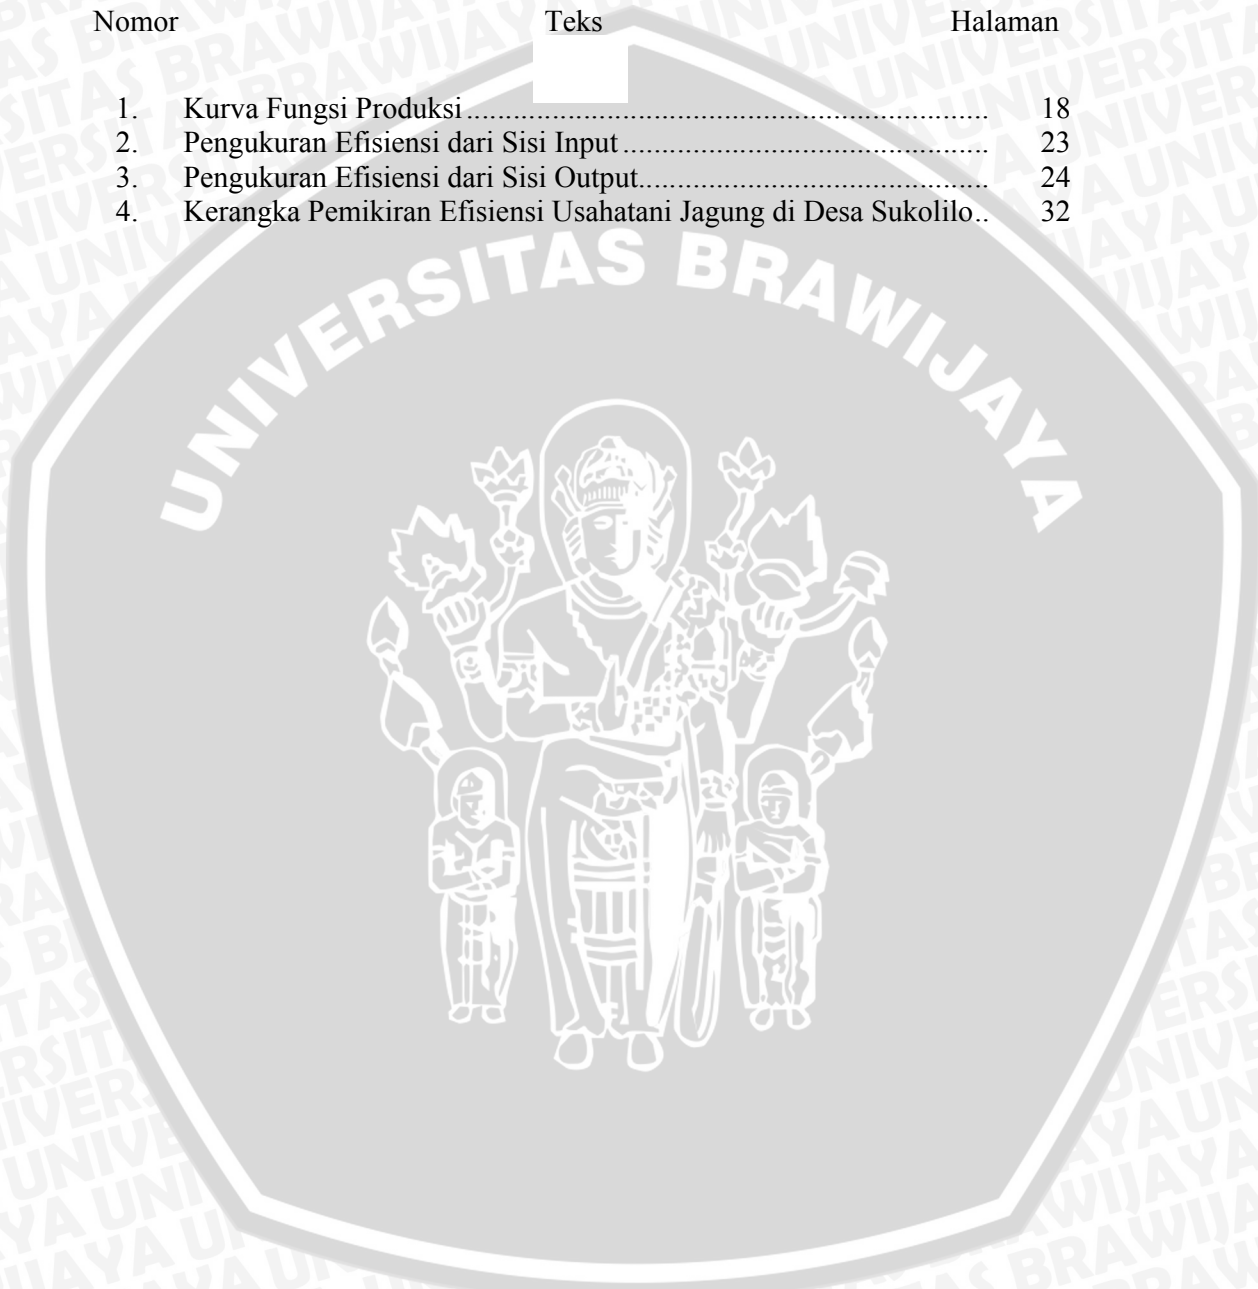 Nomor Teks Halaman
1. Kurva Fungsi Produksi.................................................................... 18
2. Pengukuran Efisiensi dari Sisi Input............................................... 23
3. Pengukuran Efisiensi dari Sisi Output............................................. 24
4. Kerangka Pemikiran Efisiensi Usahatani Jagung di Desa Sukolilo.. 32
UNIVERSITAS BRAWIJAYA